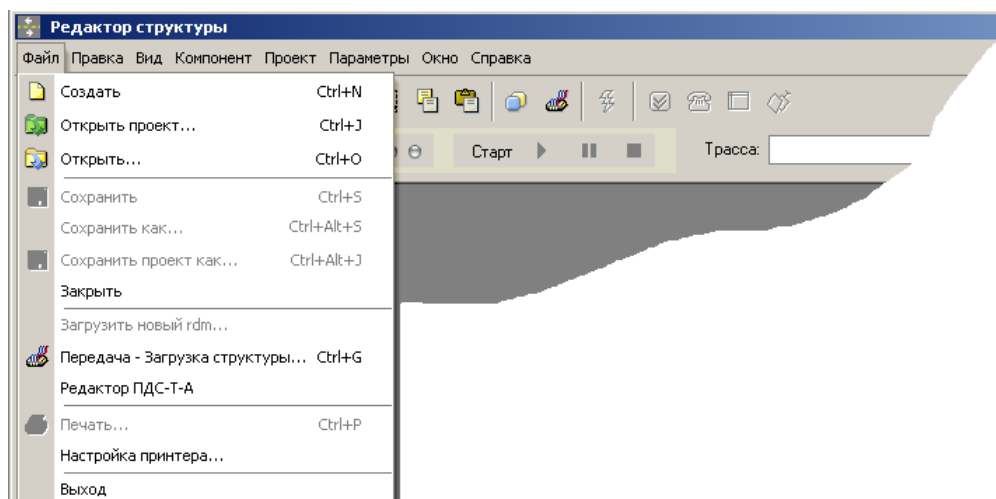 Редактор структуры
Файл Правка Вид Компонент Проект Параметры Окно Справка
Создать Ctrl+N
Открыть проект... Ctrl+J
Открыть... Ctrl+O
Старт Трасса:
Сохранить Ctrl+S
Сохранить как... Ctrl+Alt+S
Сохранить проект как... Ctrl+Alt+J
Закрыть
Загрузить новый rdm...
Передача - Загрузка структуры... Ctrl+G
Редактор ПДС-Т-А
Печать... Ctrl+P
Настройка принтера...
Выход